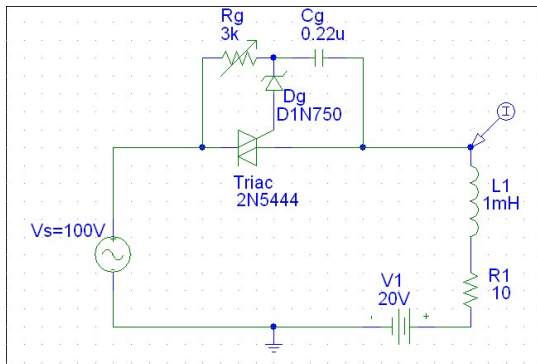 Rg
3k
Cg
0.22u
Dg
D1N750
I
Triac
2N5444
L1
1mH
Vs=100V
V1
20V
R1
10
- +